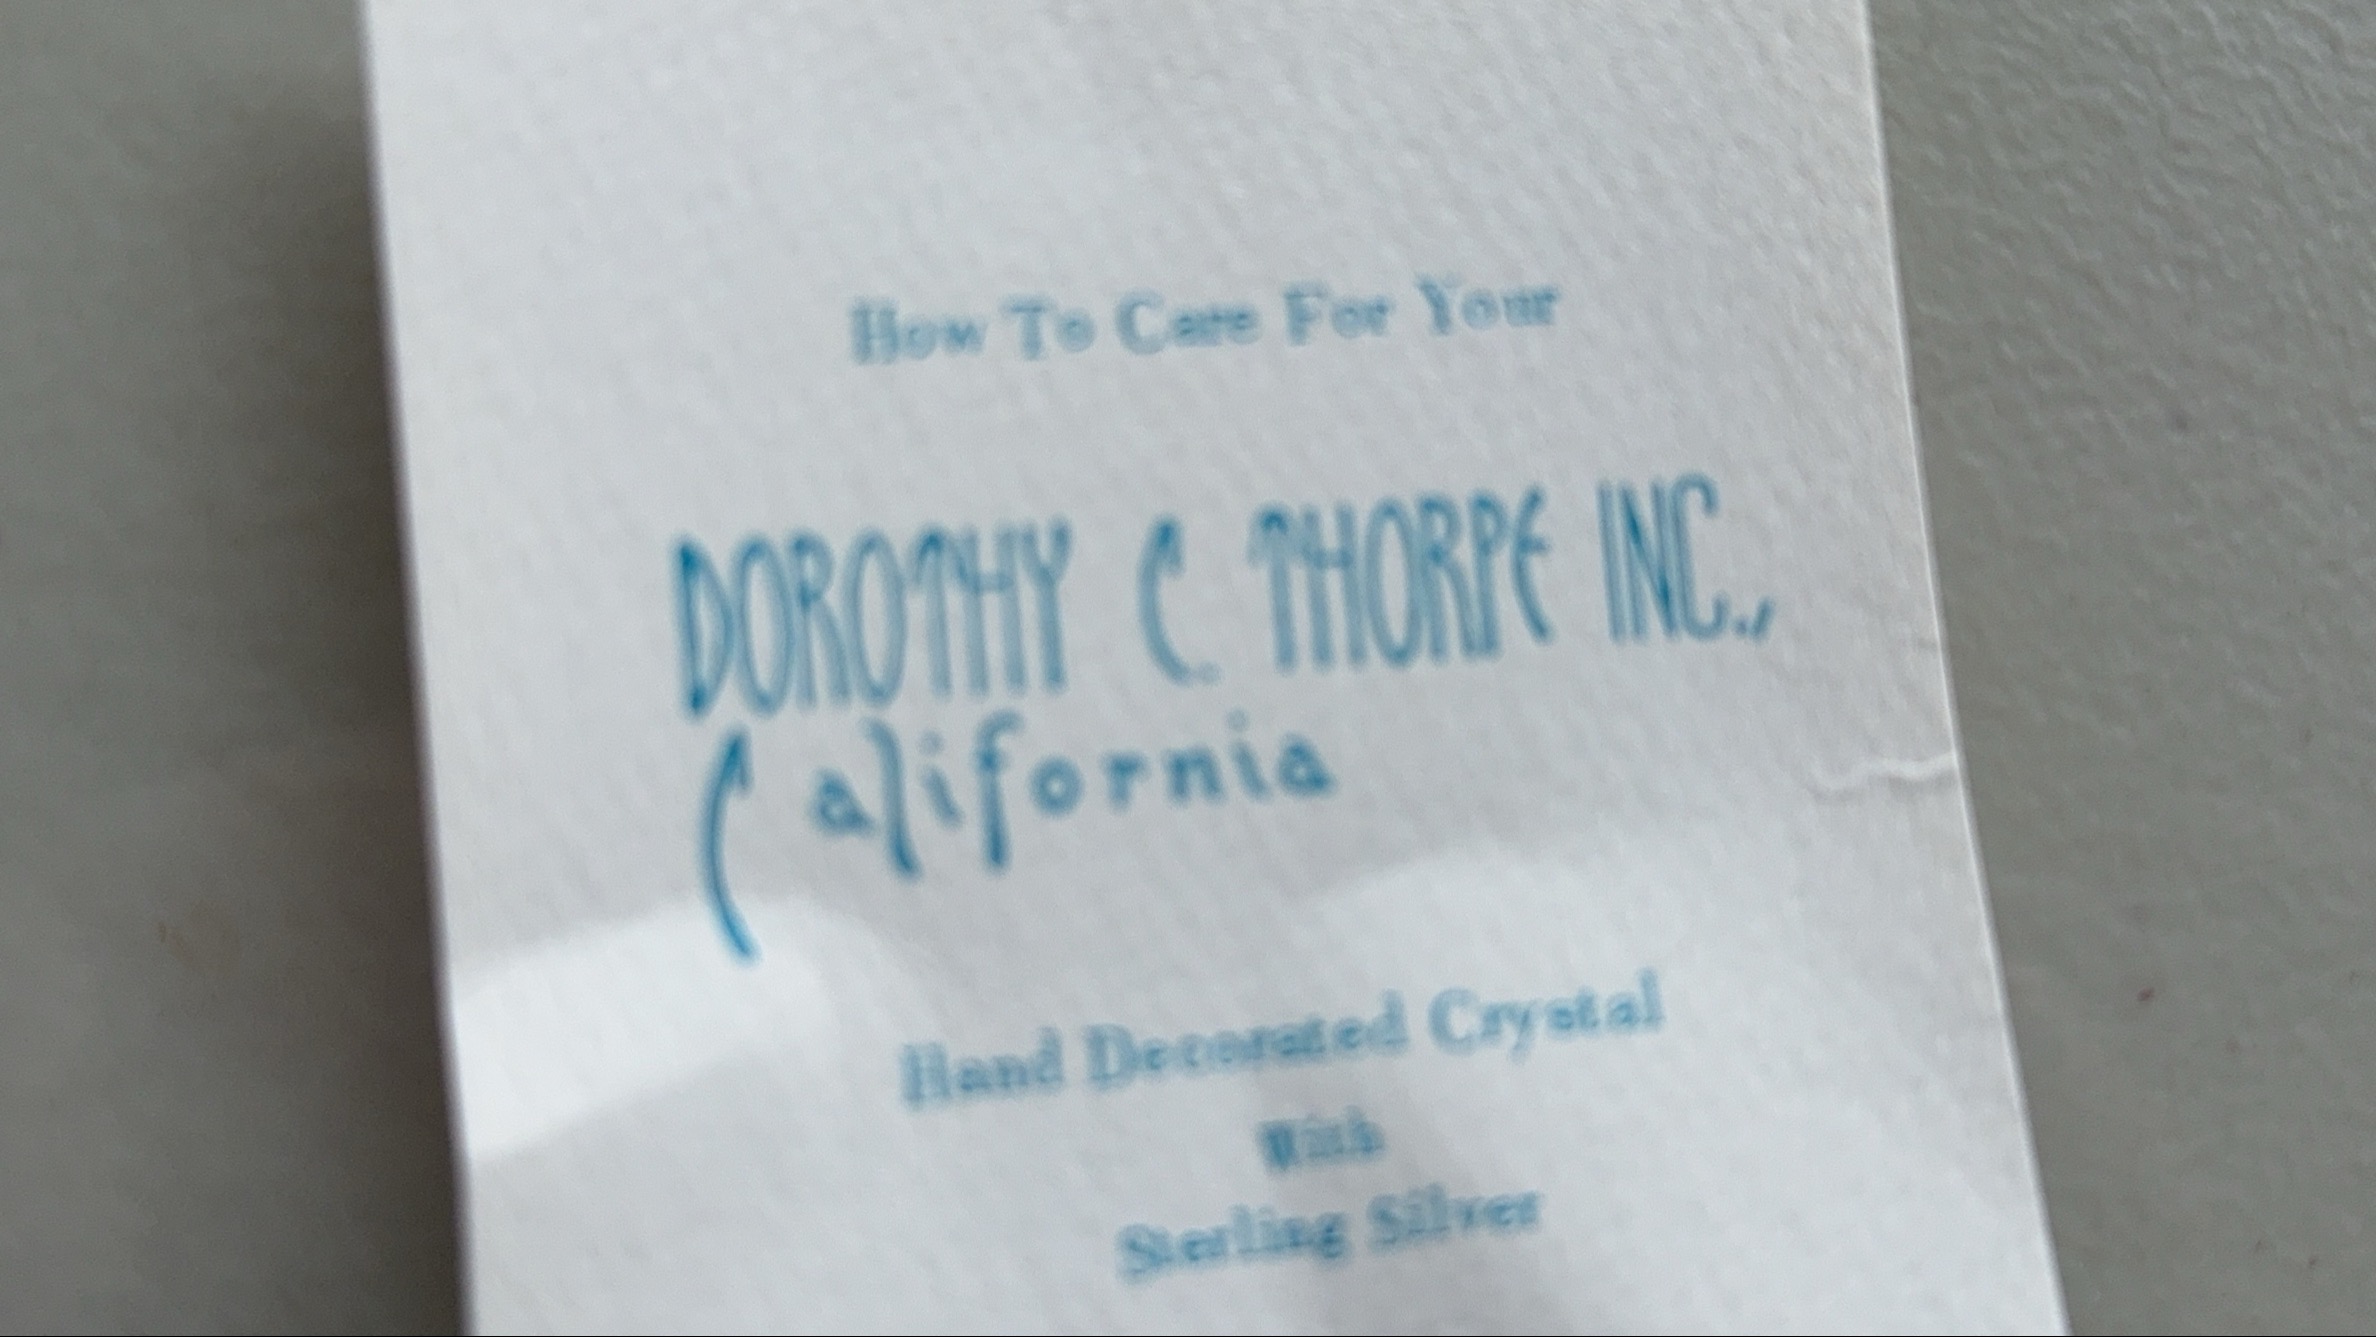 How To Care For Your
DOROTHY C. THORPE INC.,
California
Hand Decorated Crystal
With
Sterling Silver